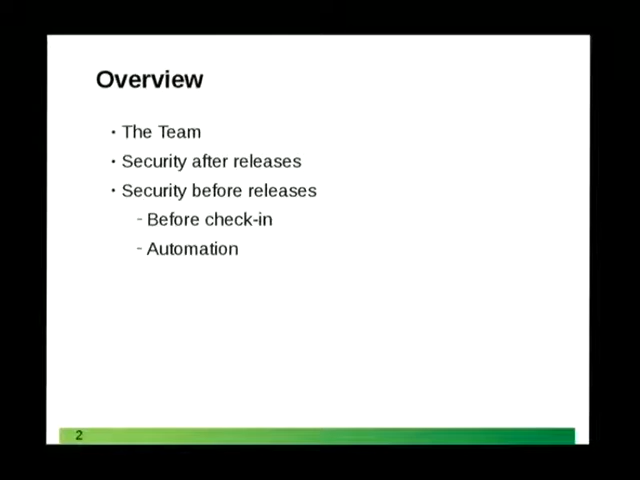 Overview
· The Team
· Security after releases
· Security before releases
- Before check-in
- Automation
2